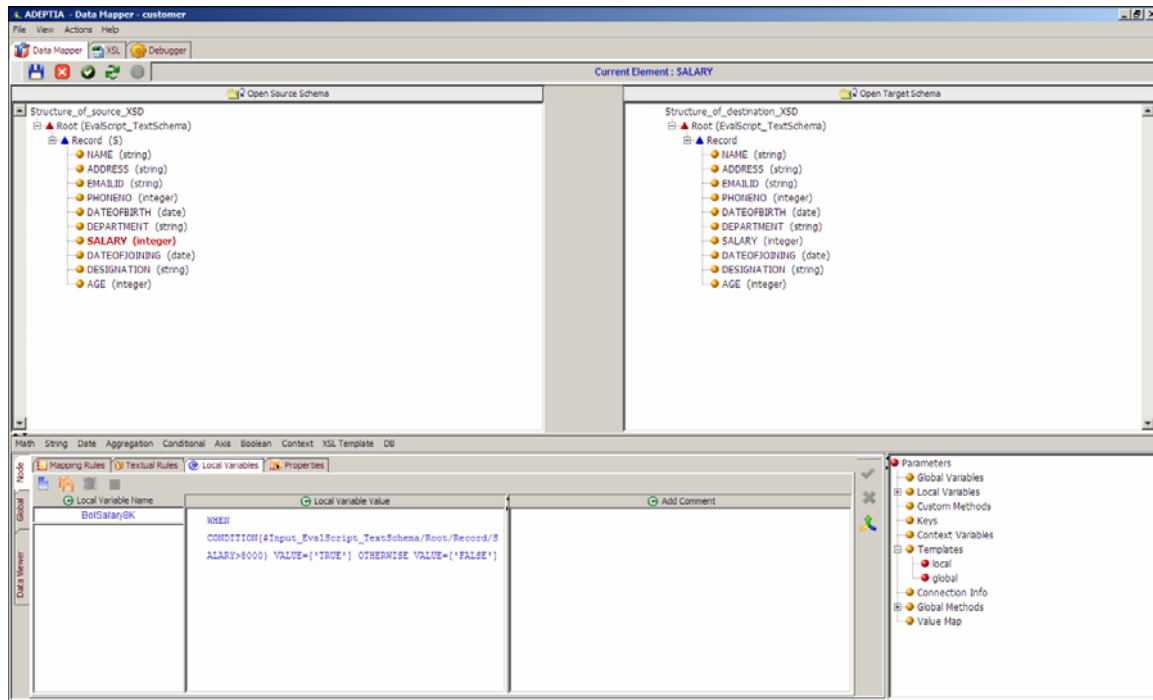 ADEPTIA - Data Mapper - customer
File View Actions Help
Data Mapper XSL Debugger
Current Element : SALARY
Open Source Schema
Open Target Schema
Structure_of_source_XSD
Root (EvalScript_TextSchema)
Record (S)
NAME (string)
ADDRESS (string)
EMAILID (string)
PHONENO (integer)
DATEOFBIRTH (date)
DEPARTMENT (string)
SALARY (integer)
DATEOFJOINING (date)
DESIGNATION (string)
AGE (integer)
Structure_of_destination_XSD
Root (EvalScript_TextSchema)
Record
NAME (string)
ADDRESS (string)
EMAILID (string)
PHONENO (integer)
DATEOFBIRTH (date)
DEPARTMENT (string)
SALARY (integer)
DATEOFJOINING (date)
DESIGNATION (string)
AGE (integer)
Math String Date Aggregation Conditional Axis Boolean Context XSL Template DB
Node
Global
Data Viewer
Mapping Rules Textual Rules Local Variables Properties
Local Variable Name Local Variable Value Add Comment
BolSalary8K
WHEN
CONDITION{#Input_EvalScript_TextSchema/Root/Record/S
ALARY>8000} VALUE=['TRUE'] OTHERWISE VALUE=['FALSE']
Parameters
Global Variables
Local Variables
Custom Methods
Keys
Context Variables
Templates
local
global
Connection Info
Global Methods
Value Map